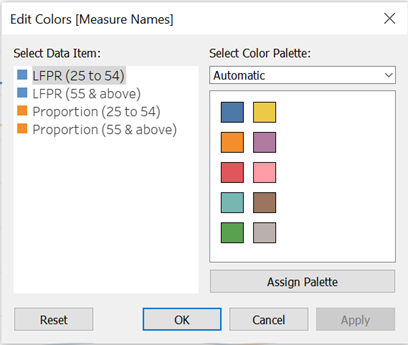 Edit Colors [Measure Names]
Select Data Item:
LFPR (25 to 54)
LFPR (55 & above)
Proportion (25 to 54)
Proportion (55 & above)
Select Color Palette:
Automatic
Assign Palette
Reset
OK
Cancel
Apply